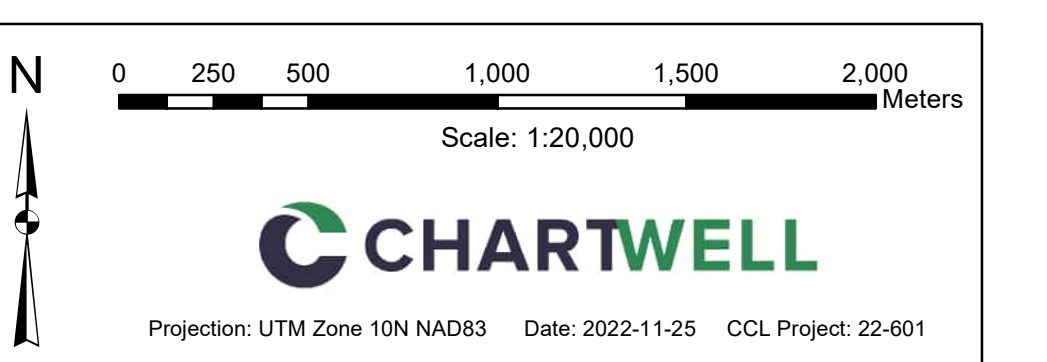 N
0 250 500 1,000 1,500 2,000
Meters
Scale: 1:20,000
CHARTWELL
Projection: UTM Zone 10N NAD83 Date: 2022-11-25 CCL Project: 22-601